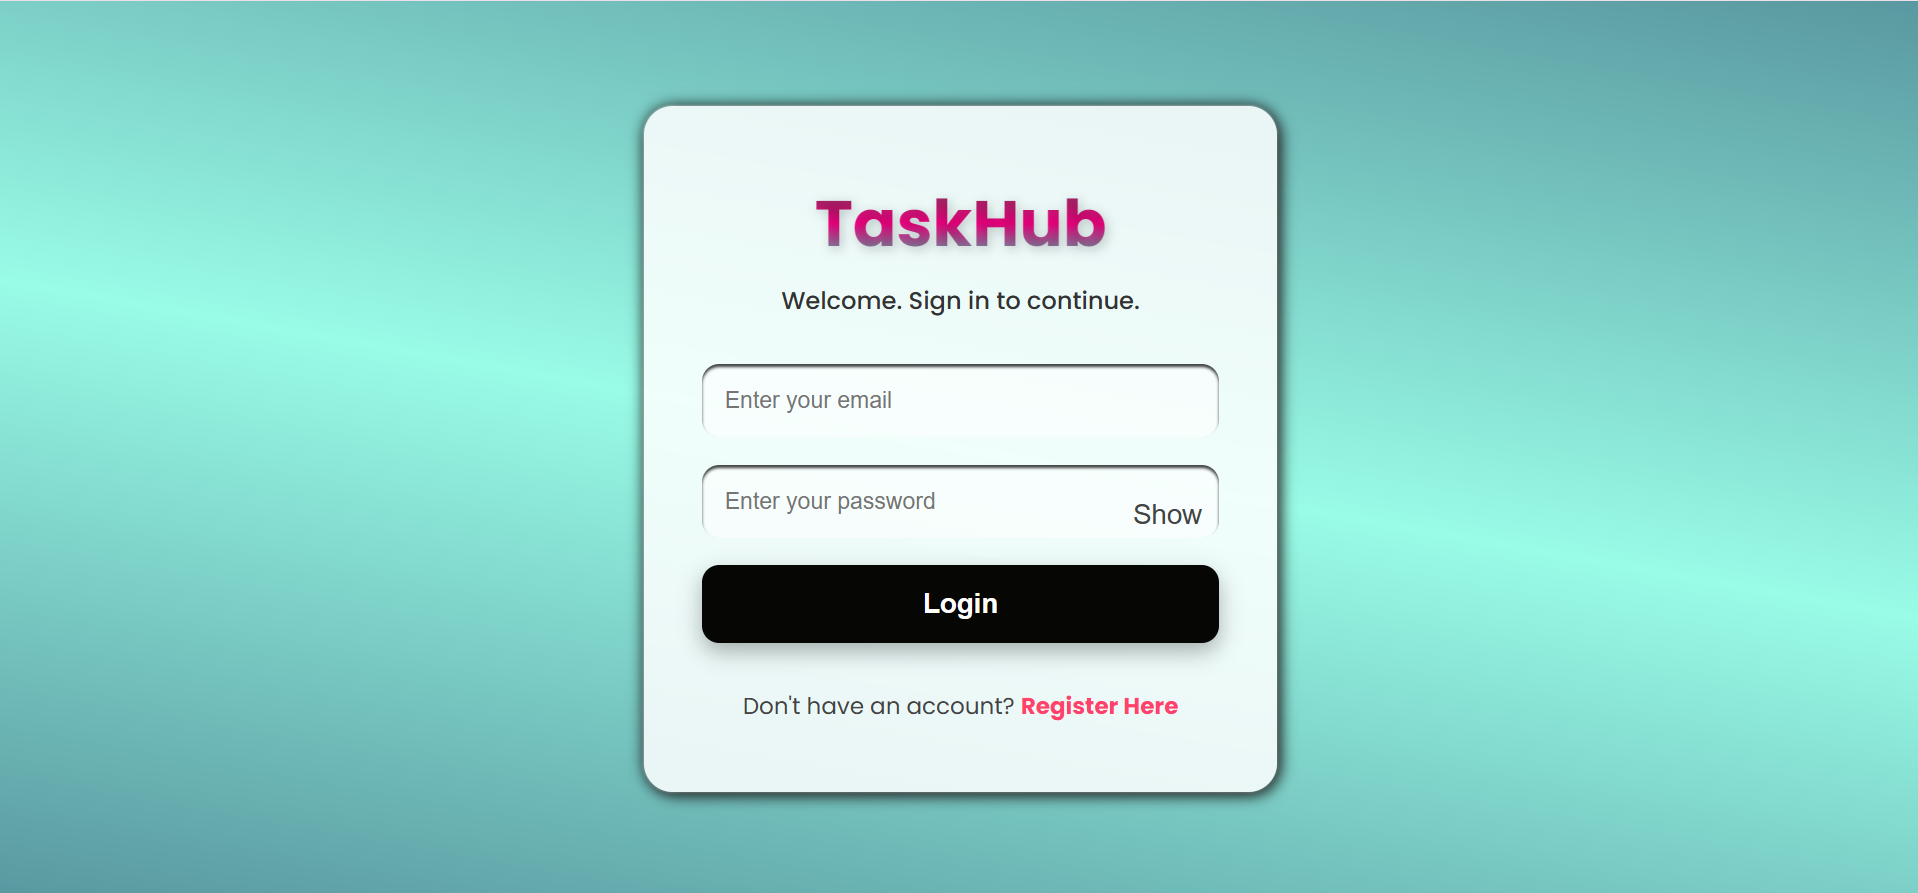 TaskHub
Welcome. Sign in to continue.
Enter your email
Enter your password
Show
Login
Don't have an account? Register Here